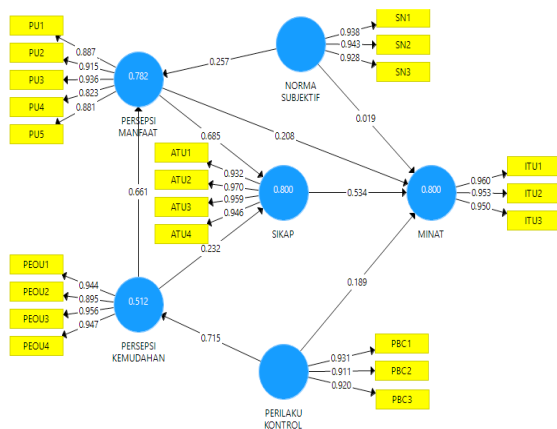 PU1
PU2
PU3
PU4
PU5
0.887
0.915
0.936
0.823
0.881
0.782
PERSEPSI
MANFAAT
0.257
NORMA
SUBJEKTIF
0.938
0.943
0.928
SN1
SN2
SN3
0.019
0.685
0.208
0.661
ATU1
ATU2
ATU3
ATU4
0.932
0.970
0.959
0.946
0.800
SIKAP
0.534
0.800
MINAT
0.960
0.953
0.950
ITU1
ITU2
ITU3
0.232
0.189
PEOU1
PEOU2
PEOU3
PEOU4
0.944
0.895
0.956
0.947
0.512
PERSEPSI
KEMUDAHAN
0.715
PERILAKU
KONTROL
0.931
0.911
0.920
PBC1
PBC2
PBC3